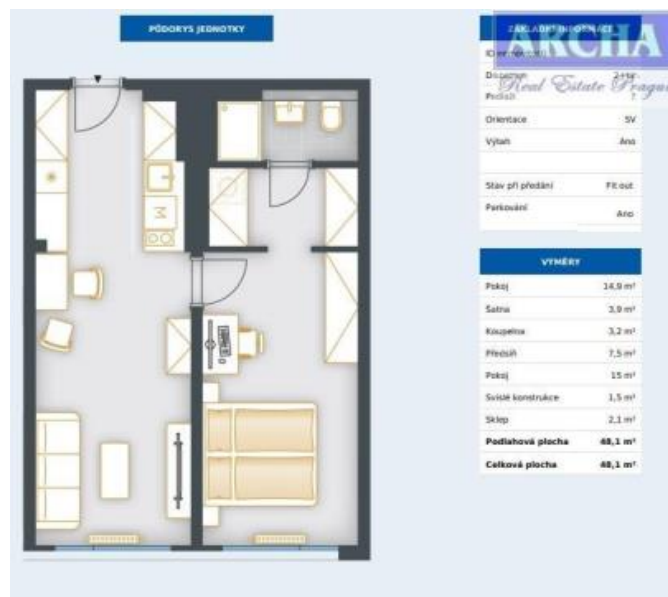 PŮDORYS JEDNOTKY
ZÁKLADNÍ INFORMACE
ARCHA
Real Estate Prague
Orientace SV
Výtah Ano
Stav při předání Fit out
Parkování Ano
VÝMĚRY
Pokoj 14,9 m²
Šatna 3,9 m²
Koupelna 3,2 m²
Předsíň 7,5 m²
Pokoj 15 m²
Svislé konstrukce 1,5 m²
Sklep 2,1 m²
Podlahová plocha 48,1 m²
Celková plocha 48,1 m²
M